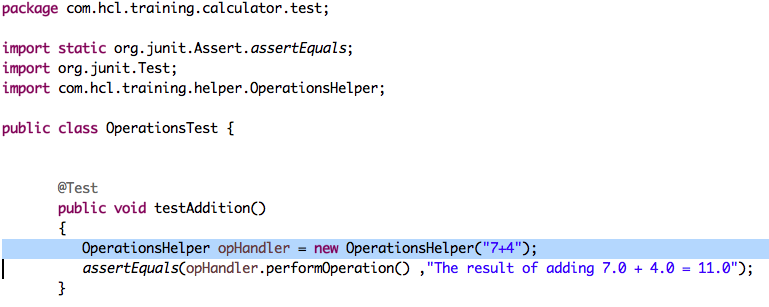 package com.hcl.training.calculator.test;
import static org.junit.Assert.assertEquals;
import org.junit.Test;
import com.hcl.training.helper.OperationsHelper;
public class OperationsTest {
@Test
public void testAddition()
{
OperationsHelper opHandler = new OperationsHelper("7+4");
assertEquals(opHandler.performOperation() ,"The result of adding 7.0 + 4.0 = 11.0");
}